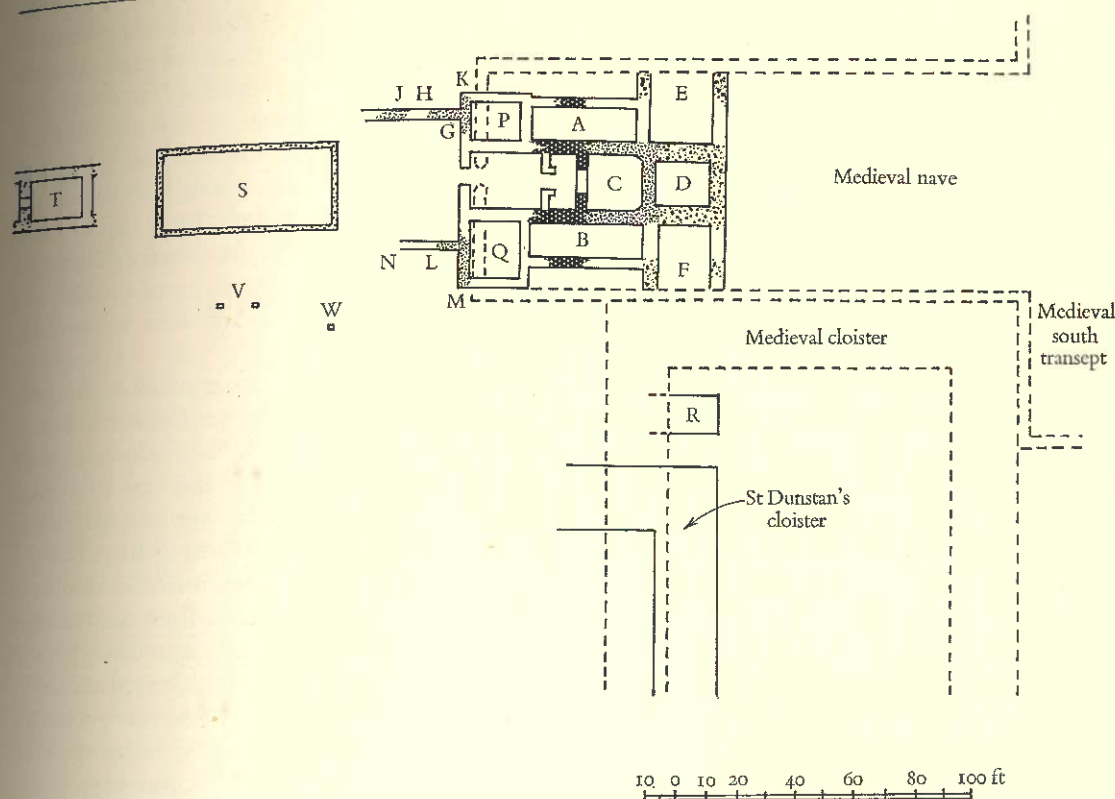 K
E
J H
G
P
A
Medieval nave
T
S
C
D
B
Q
N L
F
M
V
W
Medieval
south
transept
Medieval cloister
R
St Dunstan's
cloister
10 0 10 20 40 60 80 100 ft